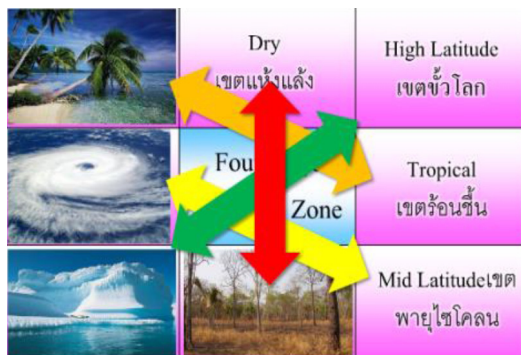 Dry
เขตแห้งแล้ง
High Latitude
เขตขั้วโลก
Fou
Zone
Tropical
เขตร้อนชื้น
Mid Latitudeเขต
พายุไซโคลน